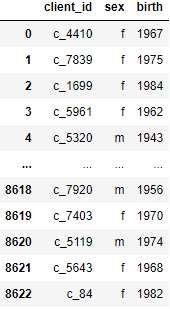 client_id sex birth
0 c_4410 f 1967
1 c_7839 f 1975
2 c_1699 f 1984
3 c_5961 f 1962
4 c_5320 m 1943
... ... ... ...
8618 c_7920 m 1956
8619 c_7403 f 1970
8620 c_5119 m 1974
8621 c_5643 f 1968
8622 c_84 f 1982